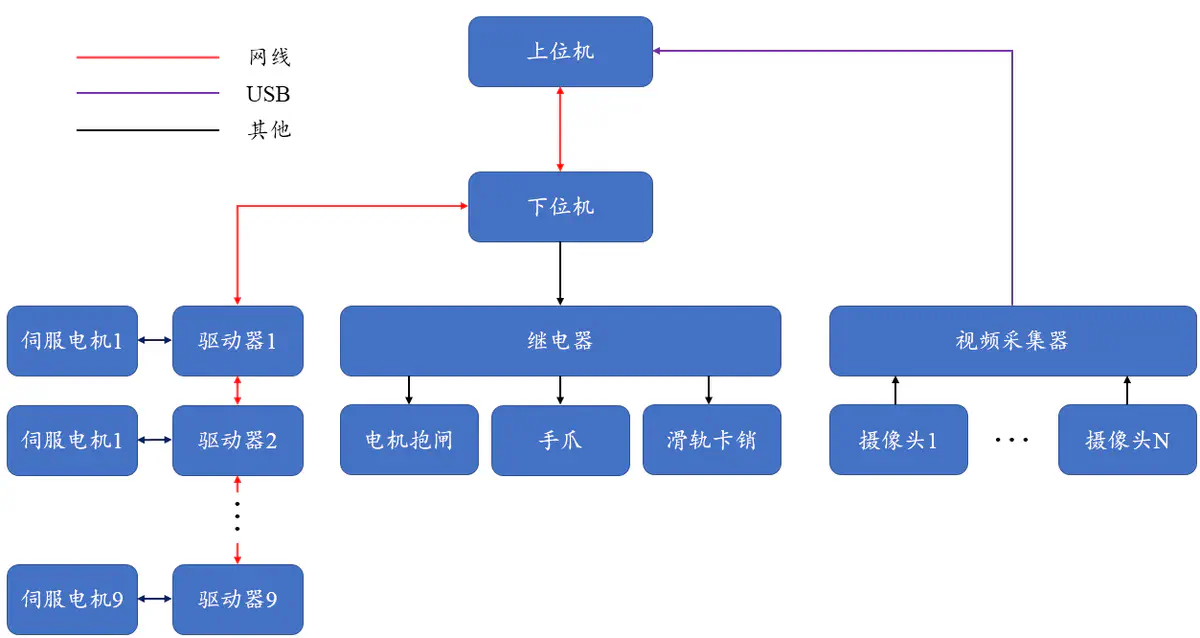 上位机
网线
USB
其他
下位机
伺服电机1
驱动器1
继电器
视频采集器
伺服电机1
驱动器2
电机抱闸
手爪
滑轨卡销
摄像头1
...
摄像头N
伺服电机9
驱动器9